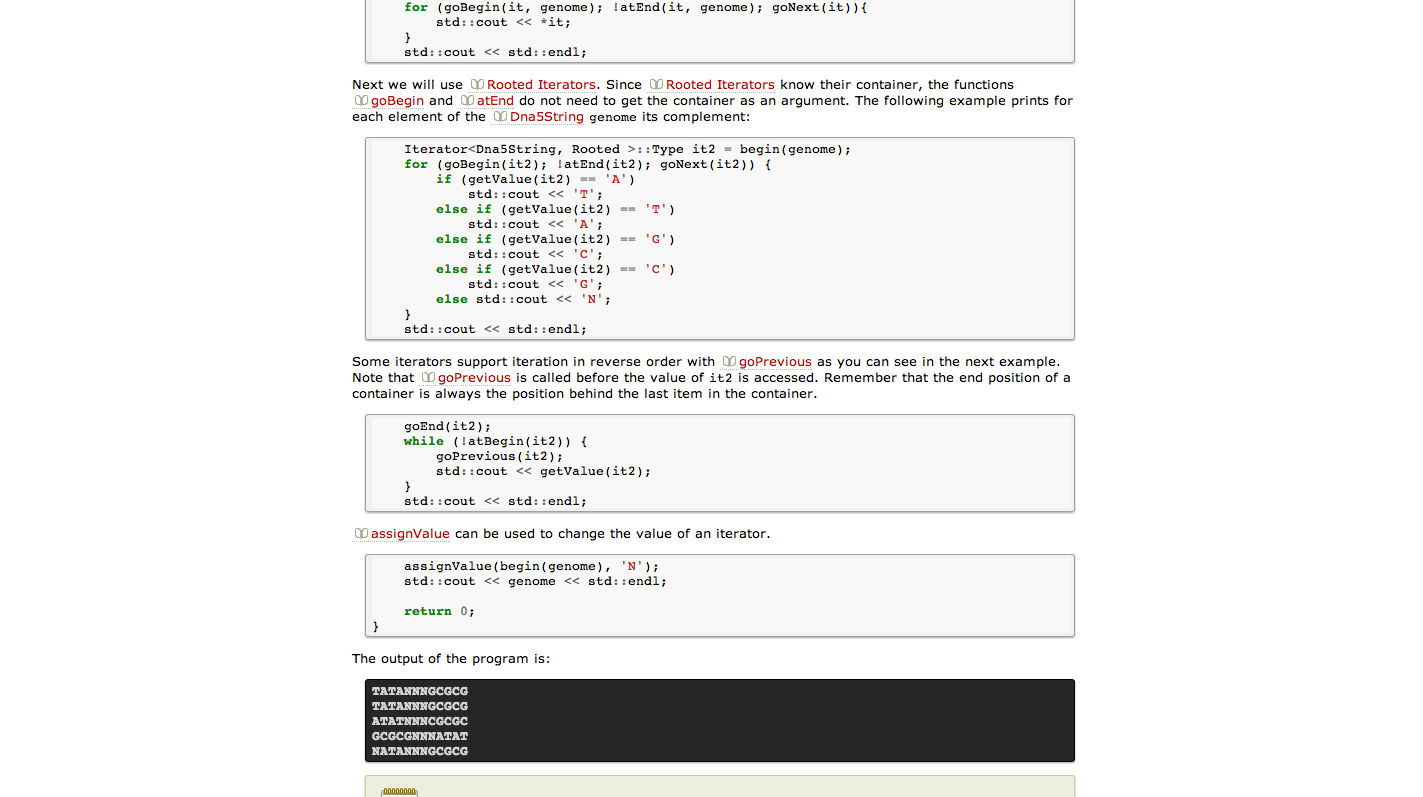 for (goBegin(it, genome); !atEnd(it, genome); goNext(it)){
std::cout << *it;
}
std::cout << std::endl;
Next we will use Rooted Iterators. Since Rooted Iterators know their container, the functions
goBegin and atEnd do not need to get the container as an argument. The following example prints for
each element of the Dna5String genome its complement:
Iterator<Dna5String, Rooted >::Type it2 = begin(genome);
for (goBegin(it2); !atEnd(it2); goNext(it2)) {
if (getValue(it2) == 'A')
std::cout << 'T';
else if (getValue(it2) == 'T')
std::cout << 'A';
else if (getValue(it2) == 'G')
std::cout << 'C';
else if (getValue(it2) == 'C')
std::cout << 'G';
else std::cout << 'N';
}
std::cout << std::endl;
Some iterators support iteration in reverse order with goPrevious as you can see in the next example.
Note that goPrevious is called before the value of it2 is accessed. Remember that the end position of a
container is always the position behind the last item in the container.
goEnd(it2);
while (!atBegin(it2)) {
goPrevious(it2);
std::cout << getValue(it2);
}
std::cout << std::endl;
assignValue can be used to change the value of an iterator.
assignValue(begin(genome), 'N');
std::cout << genome << std::endl;
return 0;
}
The output of the program is:
TATANNNGCGCG
TATANNNGCGCG
ATATNNNCGCGC
GCGCGNNNATAT
NATANNNGCGCG